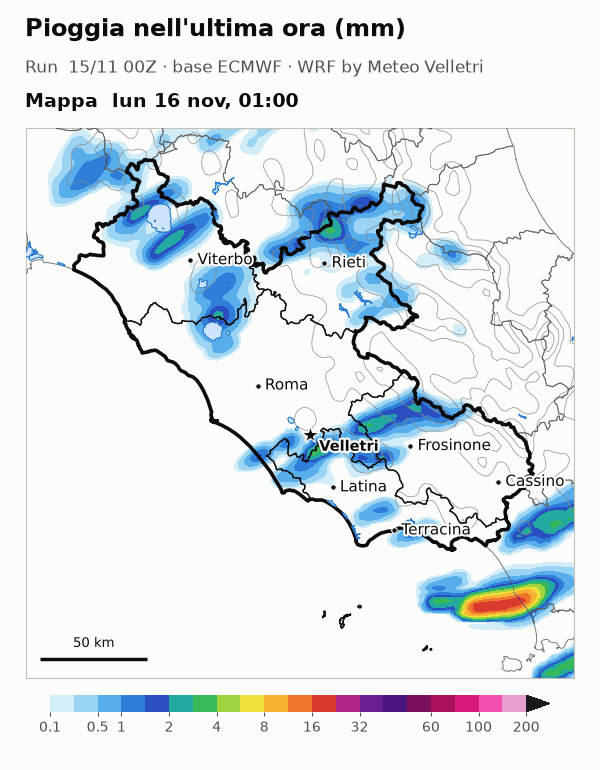 Pioggia nell'ultima ora (mm)
Run  15/11 00Z · base ECMWF · WRF by Meteo Velletri
Mappa  lun 16 nov, 01:00
Viterbo
Rieti
Roma
Velletri
Frosinone
Latina
Cassino
Terracina
50 km
0.1 0.5 1 2 4 8 16 32 60 100 200